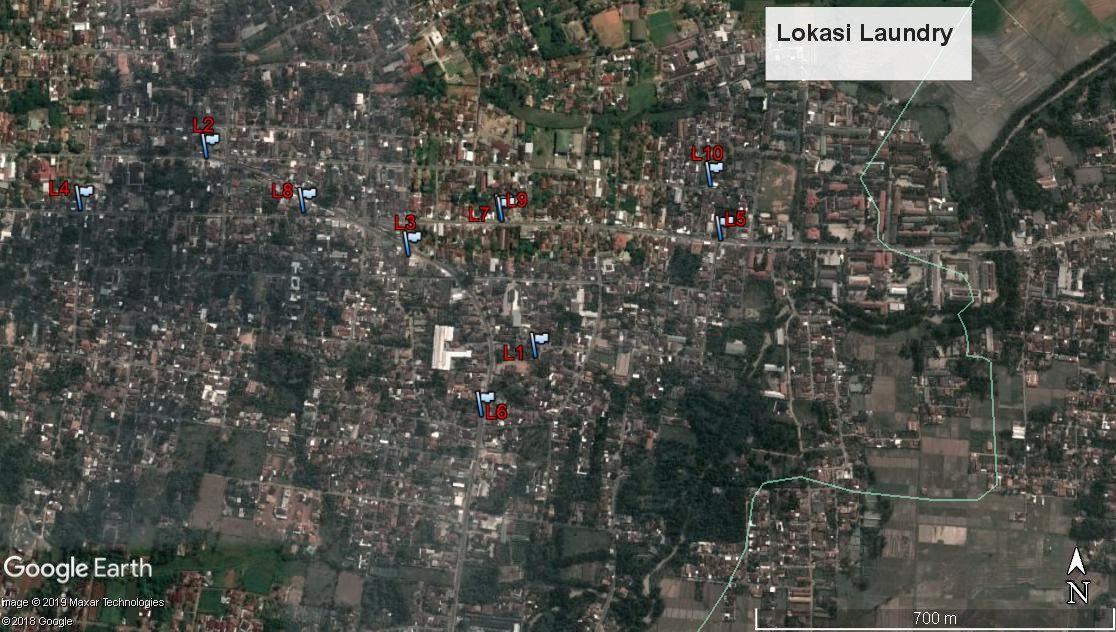 Lokasi Laundry
L2
L10
L4
L8
L7
L9
L3
L5
L1
L6
Google Earth
Image © 2019 Maxar Technologies
© 2018 Google
N
700 m